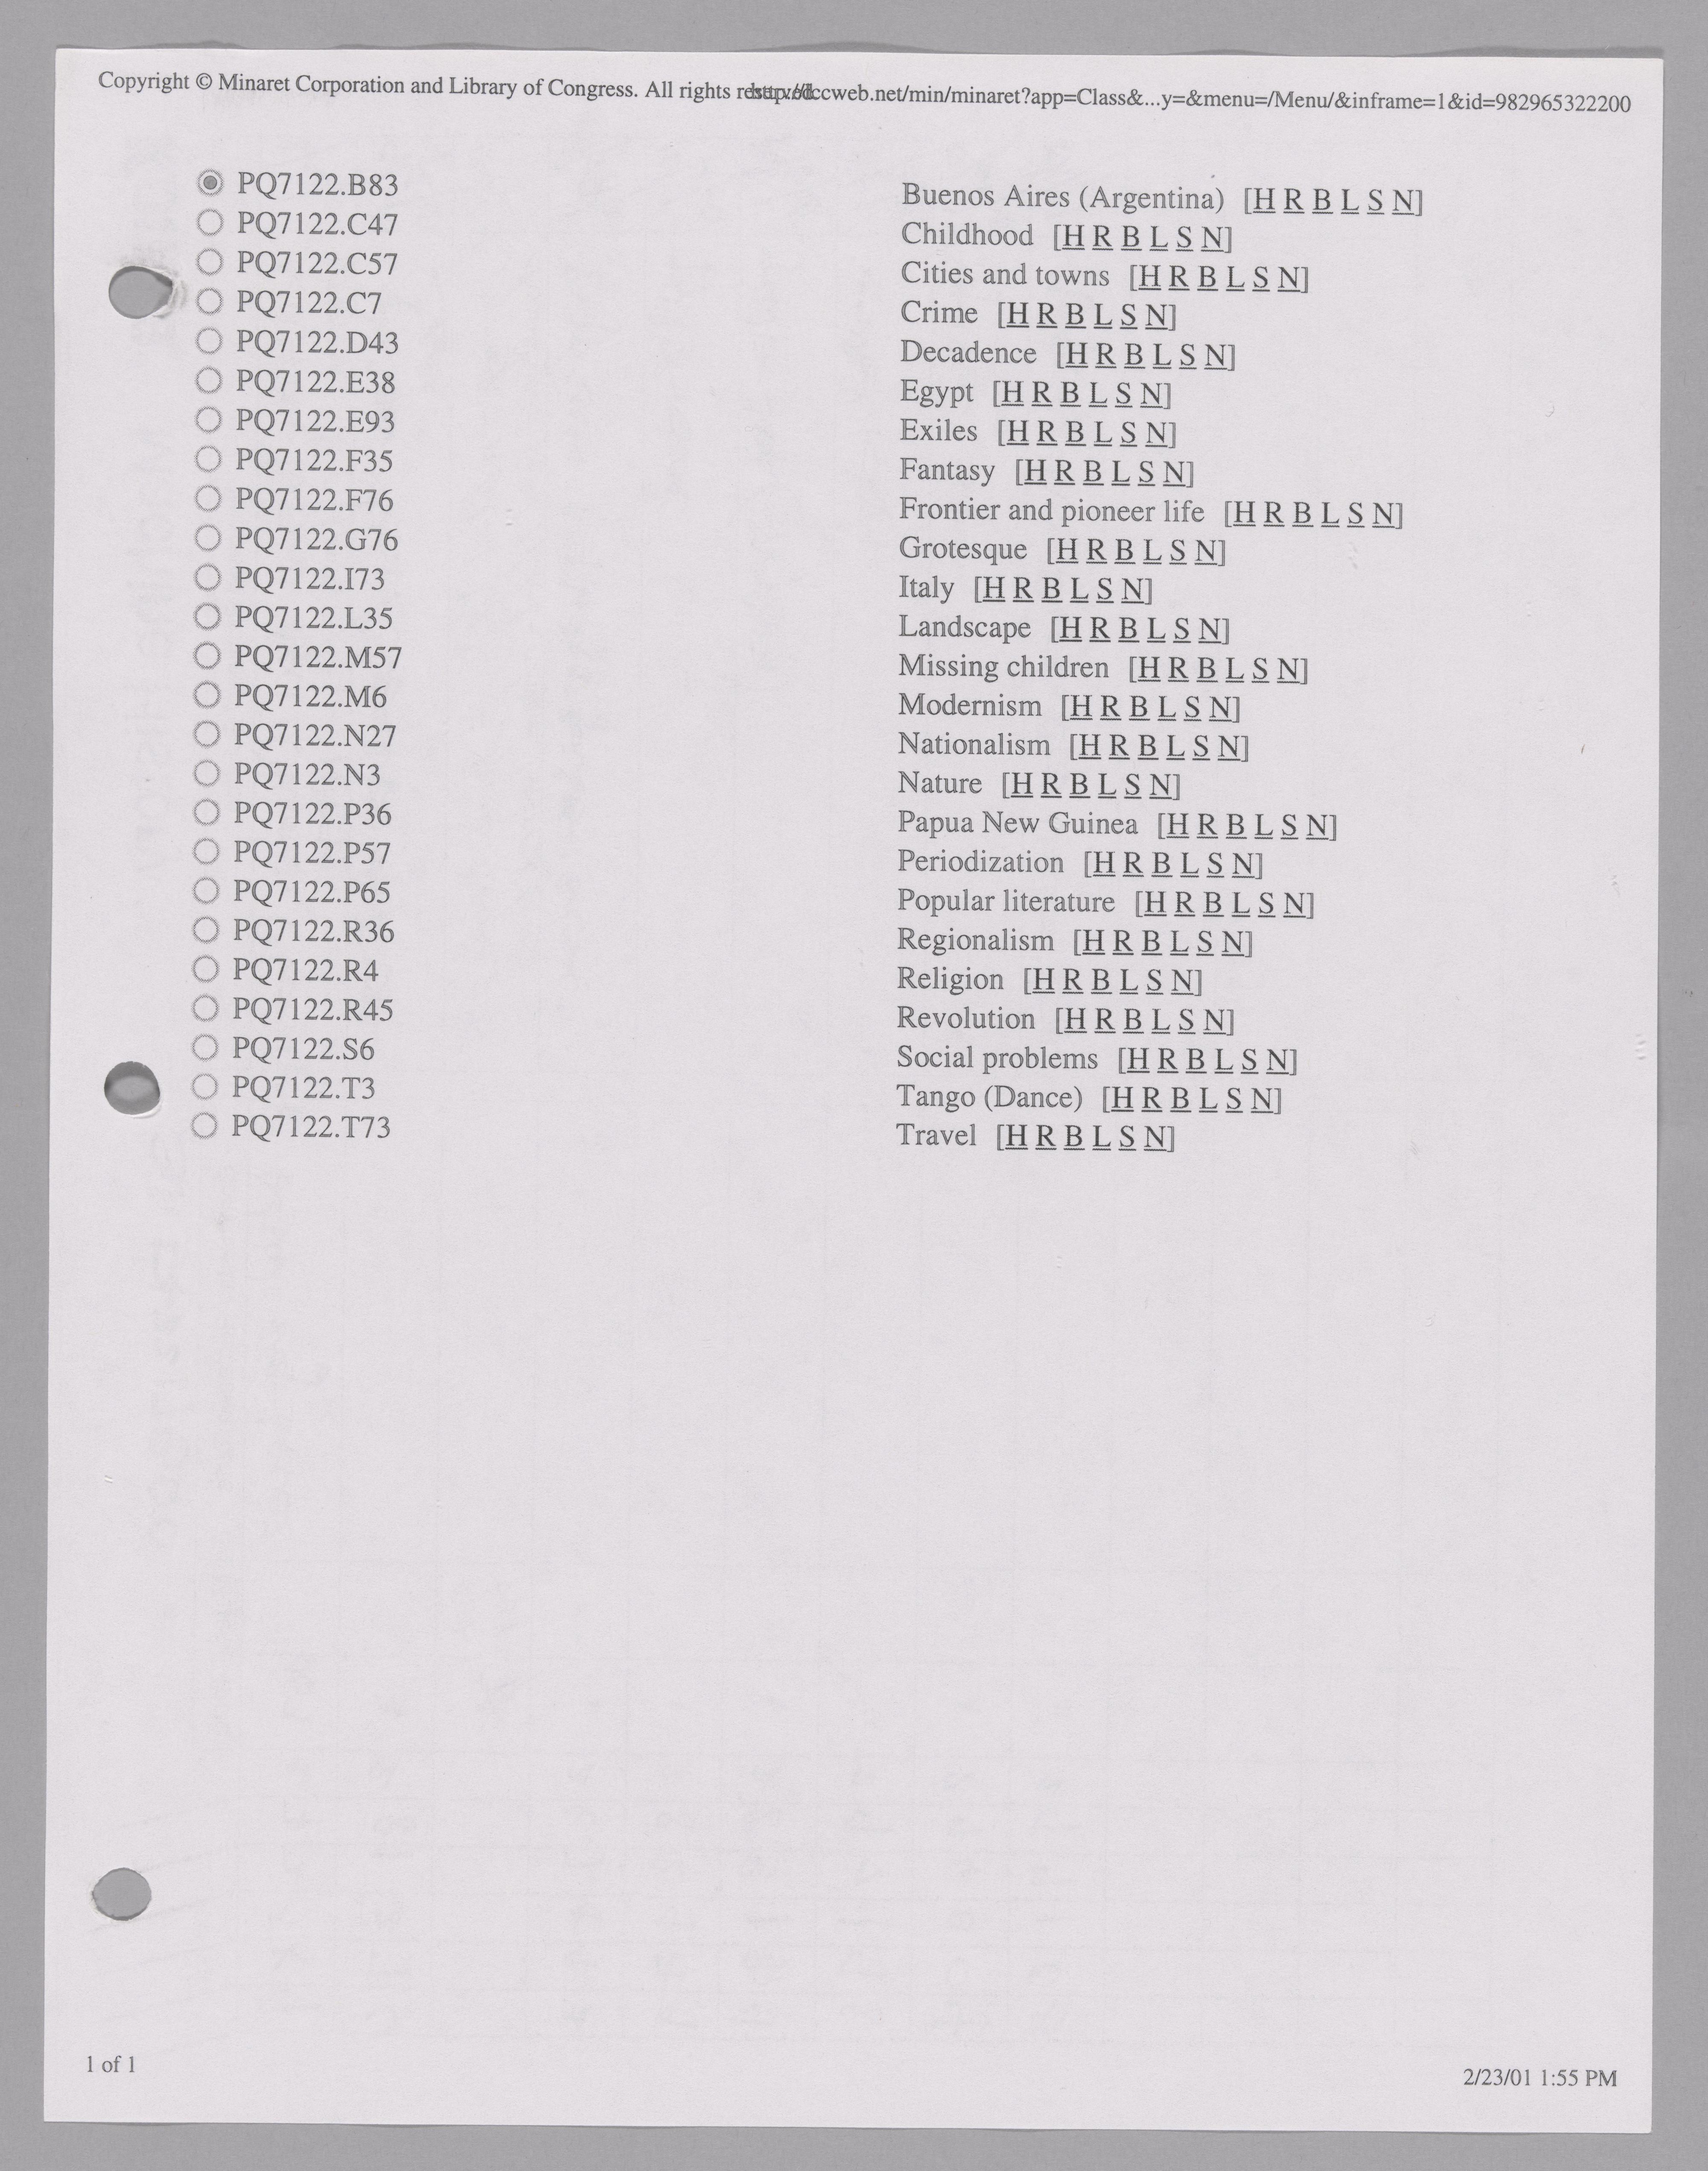 Copyright © Minaret Corporation and Library of Congress. All rights reserved. http://lccweb.net/min/minaret?app=Class&...y=&menu=/Menu/&inframe=1&id=982965322200
PQ7122.B83 Buenos Aires (Argentina) [H R B L S N]
PQ7122.C47 Childhood [H R B L S N]
PQ7122.C57 Cities and towns [H R B L S N]
PQ7122.C7 Crime [H R B L S N]
PQ7122.D43 Decadence [H R B L S N]
PQ7122.E38 Egypt [H R B L S N]
PQ7122.E93 Exiles [H R B L S N]
PQ7122.F35 Fantasy [H R B L S N]
PQ7122.F76 Frontier and pioneer life [H R B L S N]
PQ7122.G76 Grotesque [H R B L S N]
PQ7122.I73 Italy [H R B L S N]
PQ7122.L35 Landscape [H R B L S N]
PQ7122.M57 Missing children [H R B L S N]
PQ7122.M6 Modernism [H R B L S N]
PQ7122.N27 Nationalism [H R B L S N]
PQ7122.N3 Nature [H R B L S N]
PQ7122.P36 Papua New Guinea [H R B L S N]
PQ7122.P57 Periodization [H R B L S N]
PQ7122.P65 Popular literature [H R B L S N]
PQ7122.R36 Regionalism [H R B L S N]
PQ7122.R4 Religion [H R B L S N]
PQ7122.R45 Revolution [H R B L S N]
PQ7122.S6 Social problems [H R B L S N]
PQ7122.T3 Tango (Dance) [H R B L S N]
PQ7122.T73 Travel [H R B L S N]
1 of 1 2/23/01 1:55 PM